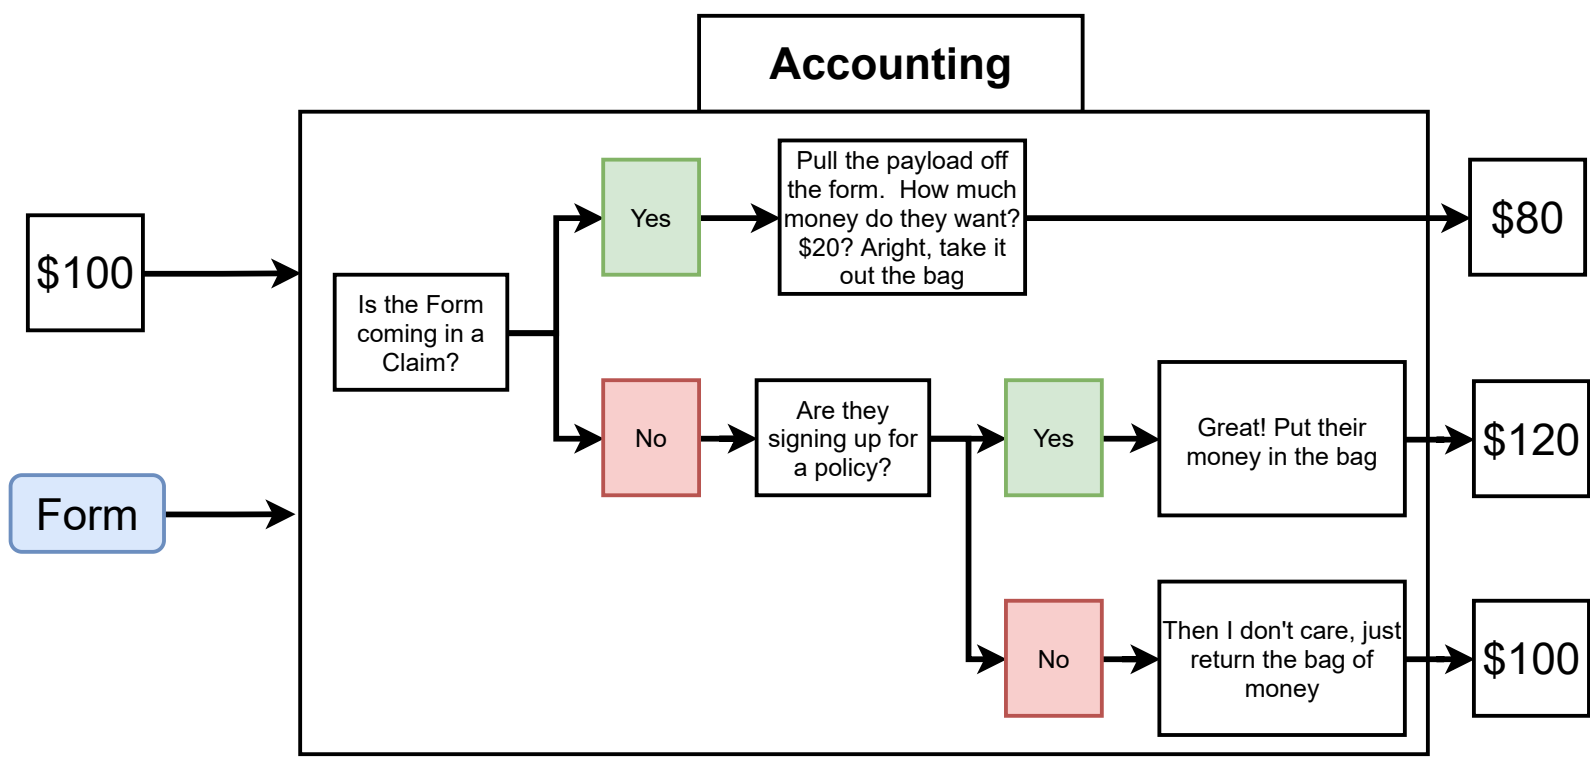 Accounting
$100
Form
Is the Form
coming in a
Claim?
Yes
Pull the payload off
the form.  How much
money do they want?
$20? Aright, take it
out the bag
$80
No
Are they
signing up for
a policy?
Yes
Great! Put their
money in the bag
$120
No
Then I don't care, just
return the bag of
money
$100